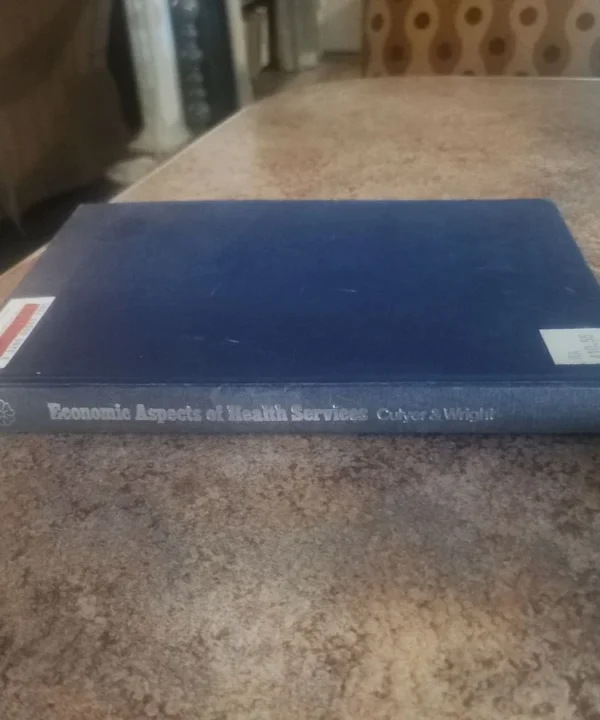 Economic Aspects of Health Services Culyer & Wright